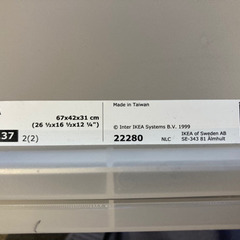 67x42x31 cm
(26 ½x16 ½x12 ¼")
37 2(2)
Made in Taiwan
© Inter IKEA Systems B.V. 1999
22280 NLC
IKEA of Sweden AB
SE-343 81 Älmhult